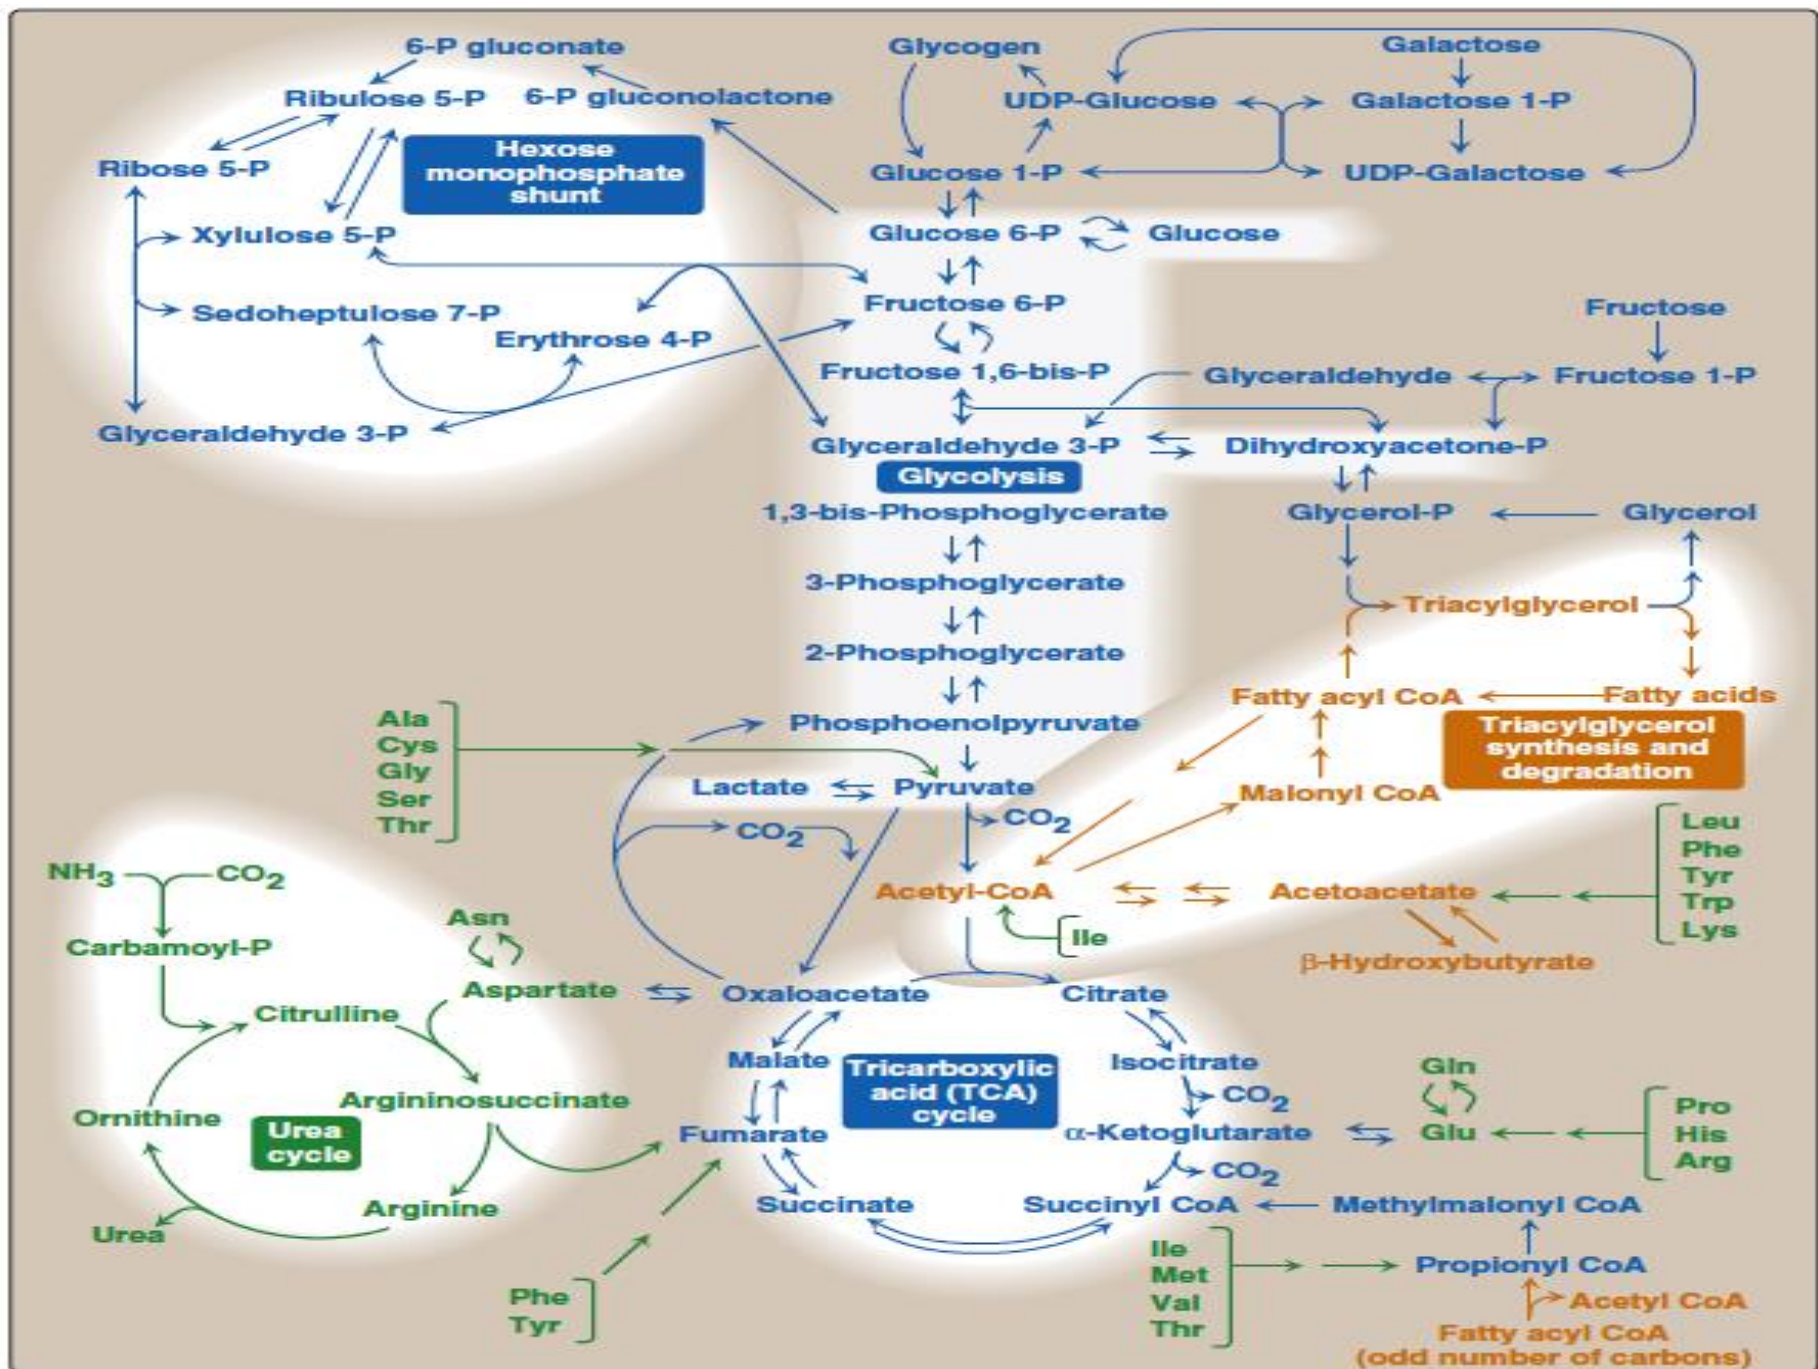 6-P gluconate
Glycogen
Galactose
Ribulose 5-P
6-P gluconolactone
UDP-Glucose
Galactose 1-P
Hexose
monophosphate
shunt
Ribose 5-P
Glucose 1-P
UDP-Galactose
Xylulose 5-P
Glucose 6-P
Glucose
Sedoheptulose 7-P
Erythrose 4-P
Fructose 6-P
Fructose
Fructose 1,6-bis-P
Glyceraldehyde
Fructose 1-P
Glyceraldehyde 3-P
Glyceraldehyde 3-P
Dihydroxyacetone-P
Glycolysis
1,3-bis-Phosphoglycerate
Glycerol-P
Glycerol
3-Phosphoglycerate
Triacylglycerol
2-Phosphoglycerate
Fatty acyl CoA
Fatty acids
Phosphoenolpyruvate
Triacylglycerol
synthesis and
degradation
Ala
Cys
Gly
Ser
Thr
Lactate
Pyruvate
Malonyl CoA
CO2
CO2
Leu
Phe
Tyr
Trp
Lys
NH3
CO2
Acetyl-CoA
Acetoacetate
Asn
Ile
Carbamoyl-P
β-Hydroxybutyrate
Aspartate
Oxaloacetate
Citrate
Citrulline
Malate
Tricarboxylic
acid (TCA)
cycle
Isocitrate
CO2
Gln
Argininosuccinate
Ornithine
Urea
cycle
Fumarate
α-Ketoglutarate
Glu
Pro
His
Arg
CO2
Arginine
Succinate
Succinyl CoA
Methylmalonyl CoA
Urea
Ile
Met
Val
Thr
Propionyl CoA
Phe
Tyr
Acetyl CoA
Fatty acyl CoA
(odd number of carbons)